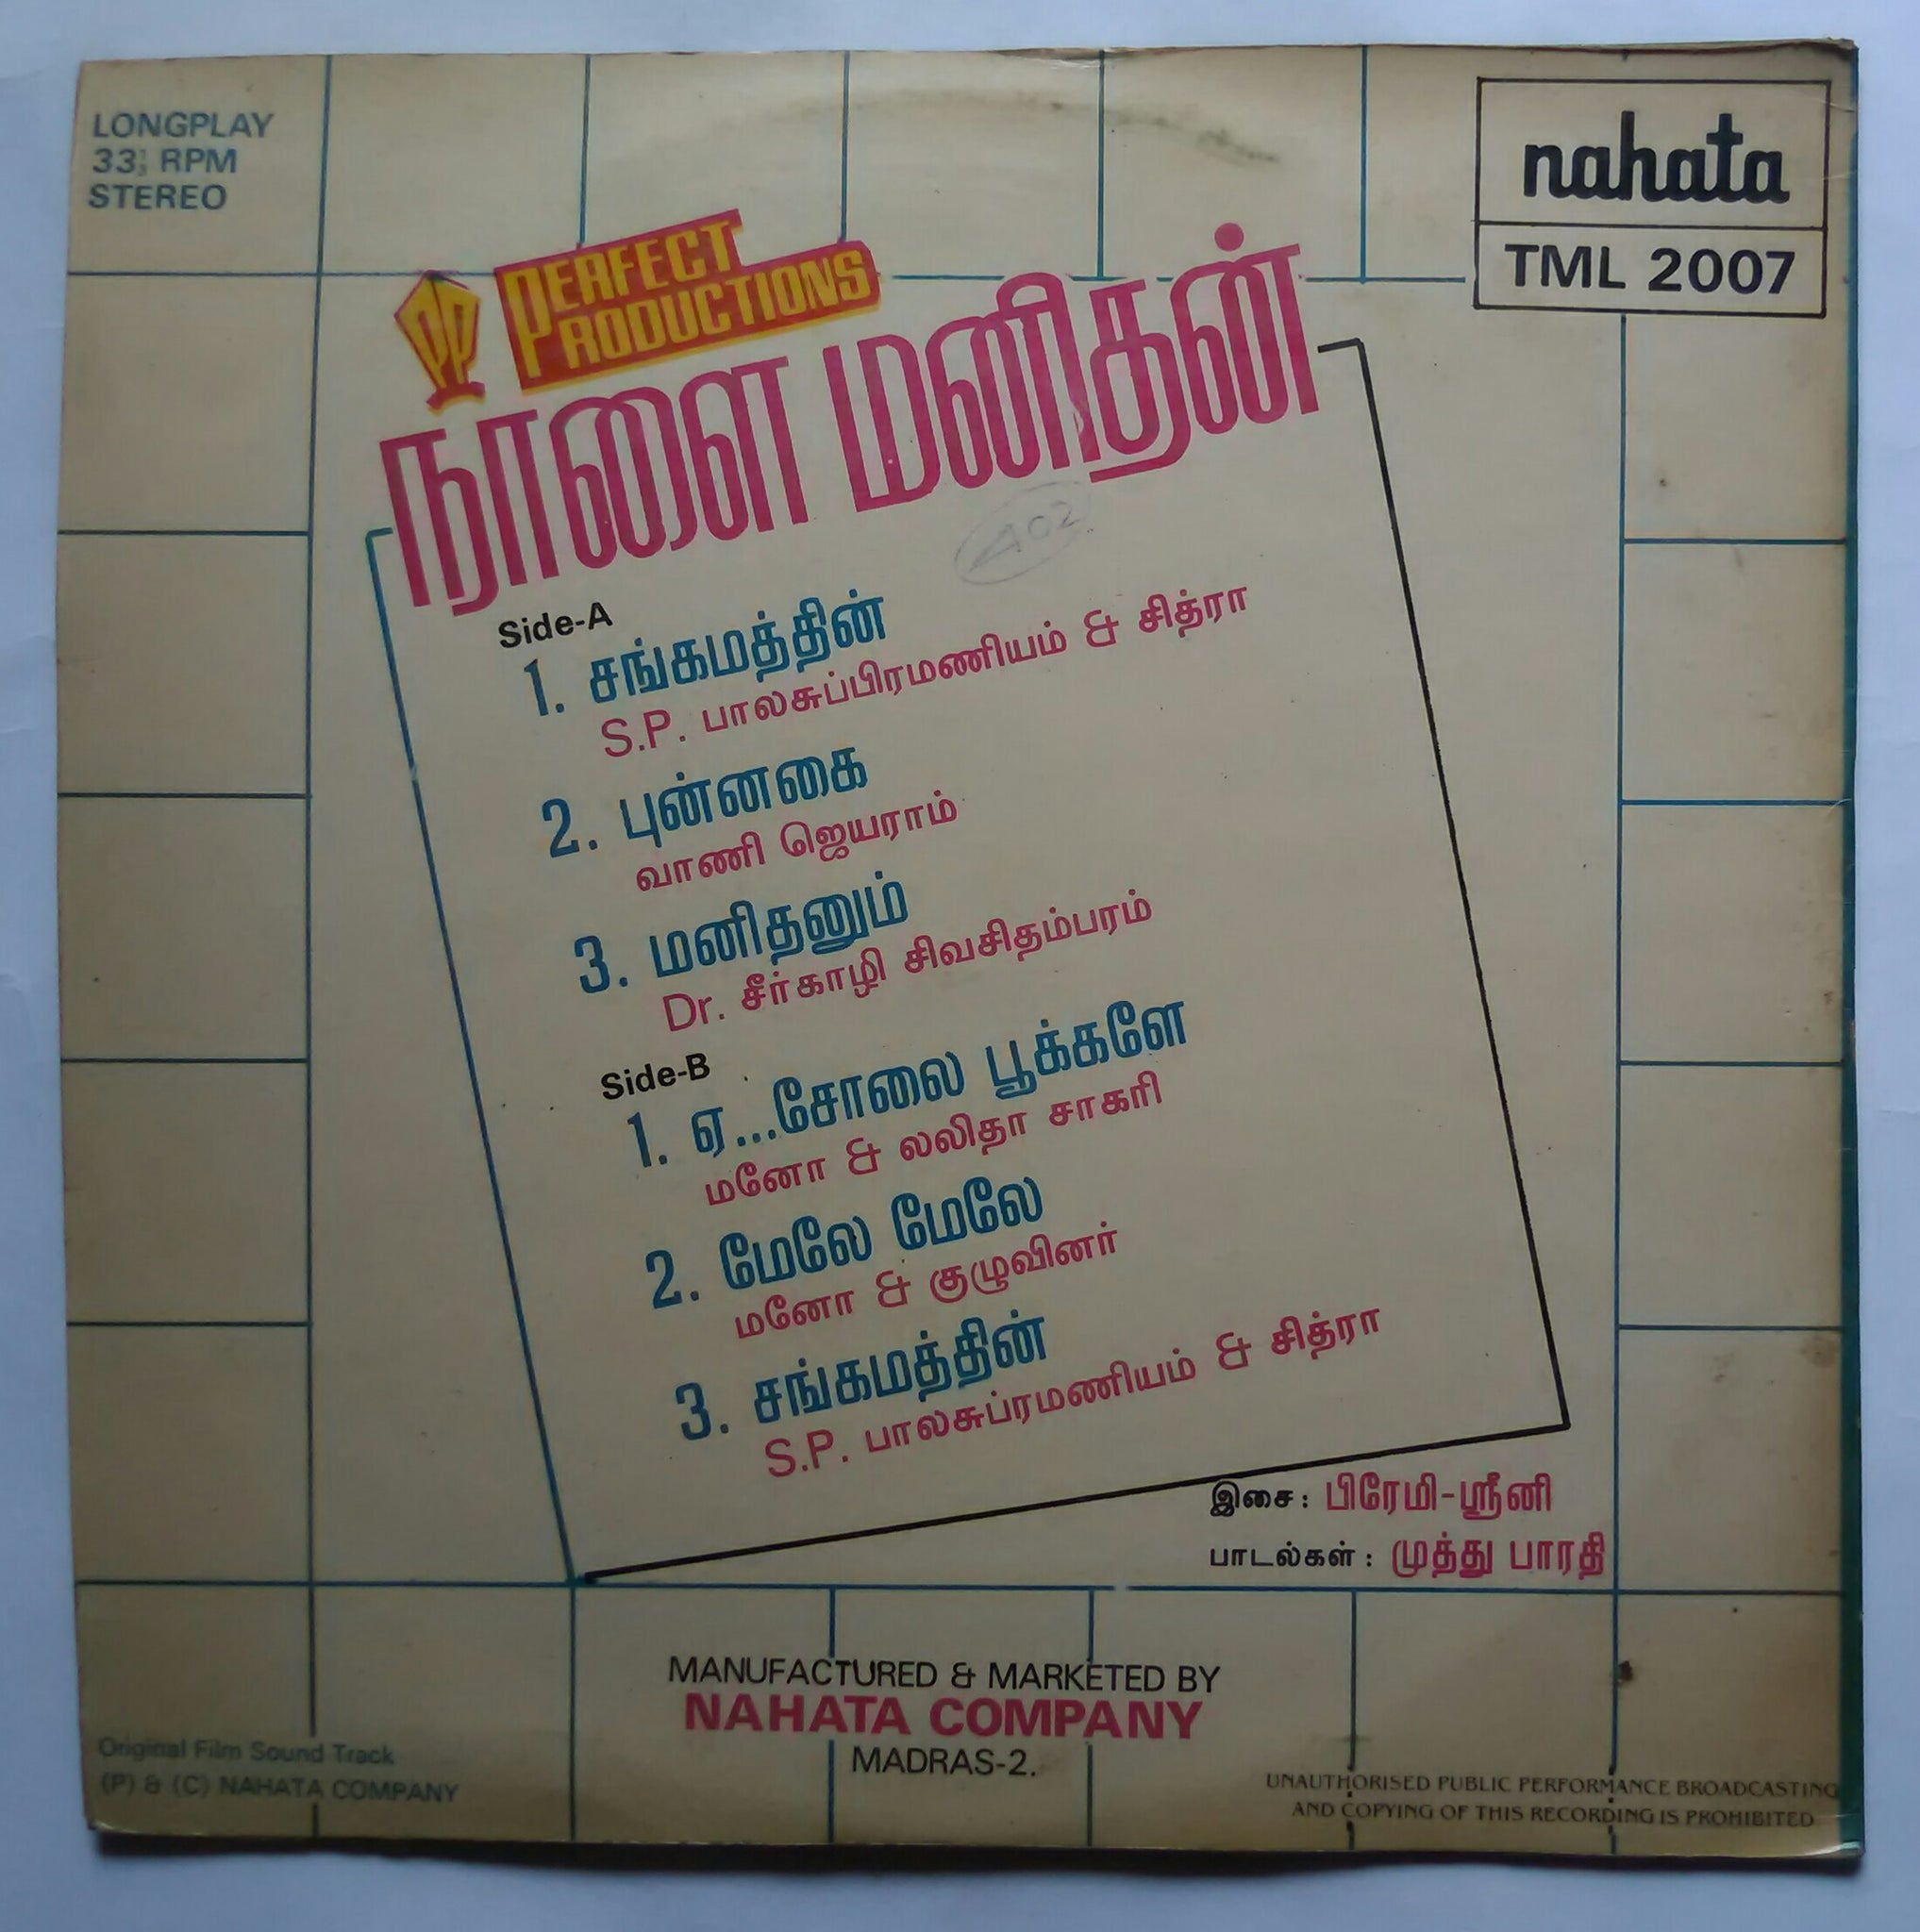 LONGPLAY
33⅓ RPM
STEREO
nahata
TML 2007
PP
PERFECT
PRODUCTIONS
நாளை மனிதன்
A02
Side-A
1. சங்கமத்தின்
S.P. பாலசுப்பிரமணியம் & சித்ரா
2. புன்னகை
வாணி ஜெயராம்
3. மனிதனும்
Dr. சீர்காழி சிவசிதம்பரம்
Side-B
1. ஏ...சோலை பூக்களே
மனோ & லலிதா சாகரி
2. மேலே மேலே
மனோ & குழுவினர்
3. சங்கமத்தின்
S.P. பாலசுப்ரமணியம் & சித்ரா
இசை : பிரேமி-ஸ்ரீனி
பாடல்கள் : முத்து பாரதி
MANUFACTURED & MARKETED BY
NAHATA COMPANY
MADRAS-2.
Original Film Sound Track
(P) & (C) NAHATA COMPANY
UNAUTHORISED PUBLIC PERFORMANCE BROADCASTING
AND COPYING OF THIS RECORDING IS PROHIBITED